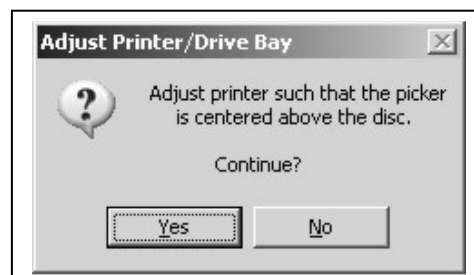 Adjust Printer/Drive Bay
Adjust printer such that the picker
is centered above the disc.
Continue?
Yes
No